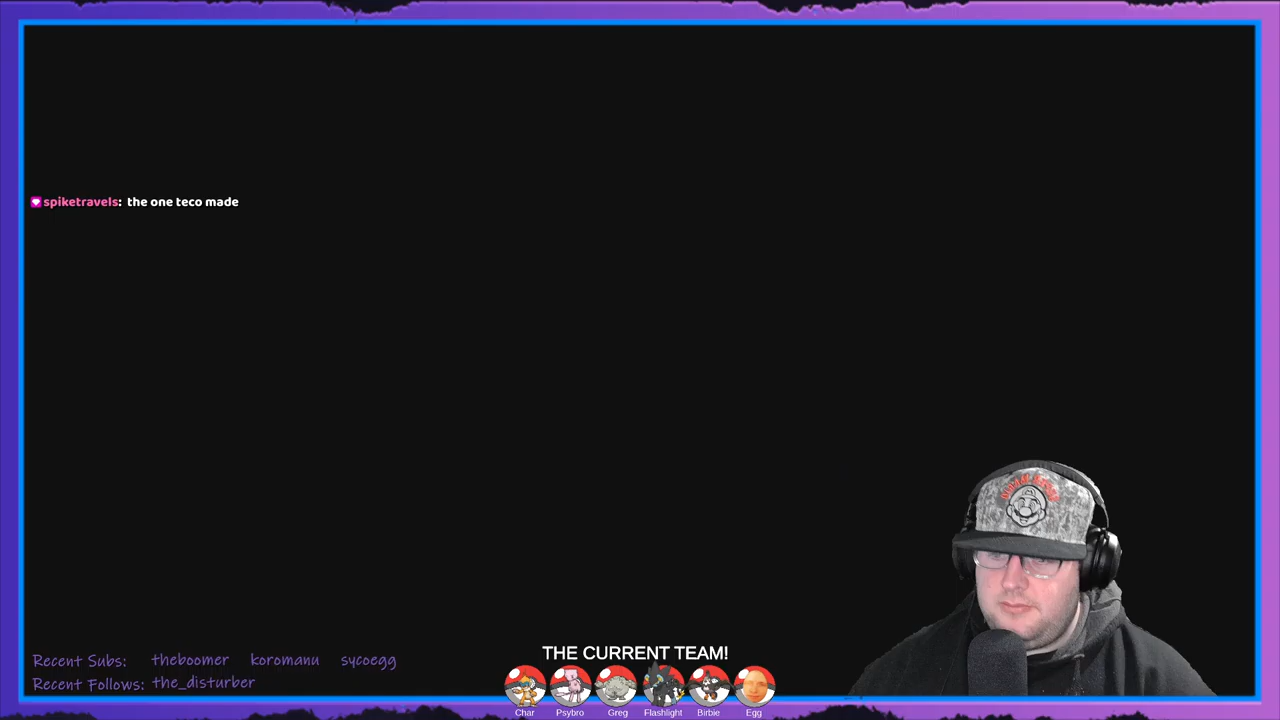 spiketravels: the one teco made
Recent Subs: theboomer koromanu sycoegg
Recent Follows: the_disturber
THE CURRENT TEAM!
Char Psybro Greg Flashlight Birbie Egg